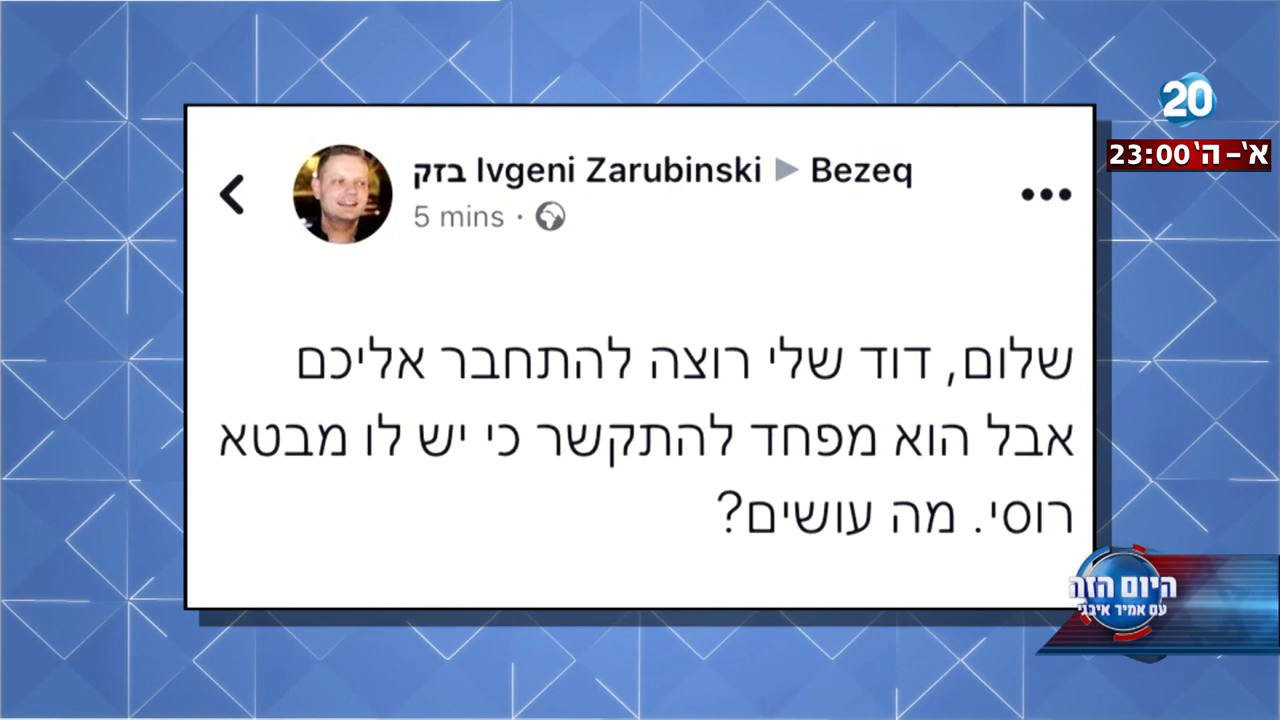 20
א'-ה' 23:00
Ivgeni Zarubinski ▶ Bezeq בזק
5 mins ·
שלום, דוד שלי רוצה להתחבר אליכם
אבל הוא מפחד להתקשר כי יש לו מבטא
רוסי. מה עושים?
היום הזה
עם אמיר איבגי